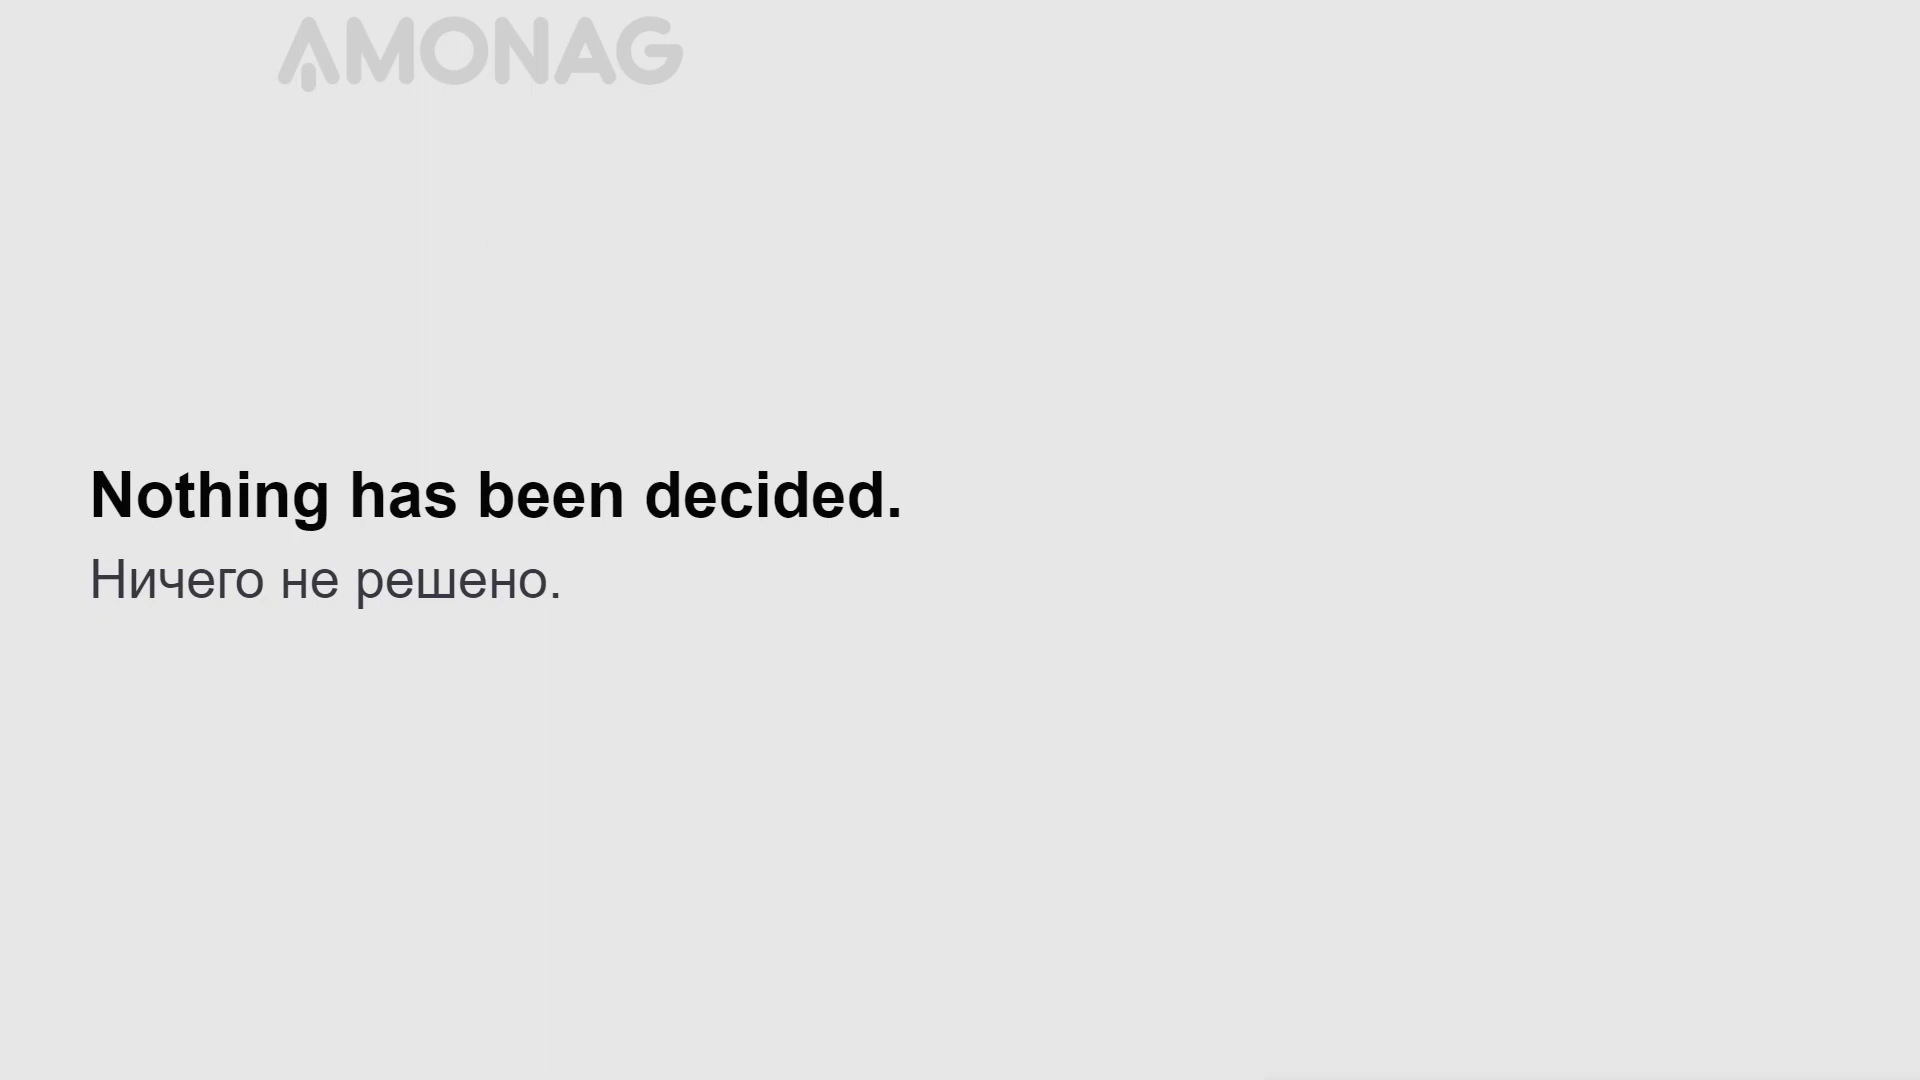 AMONAG
Nothing has been decided.
Ничего не решено.